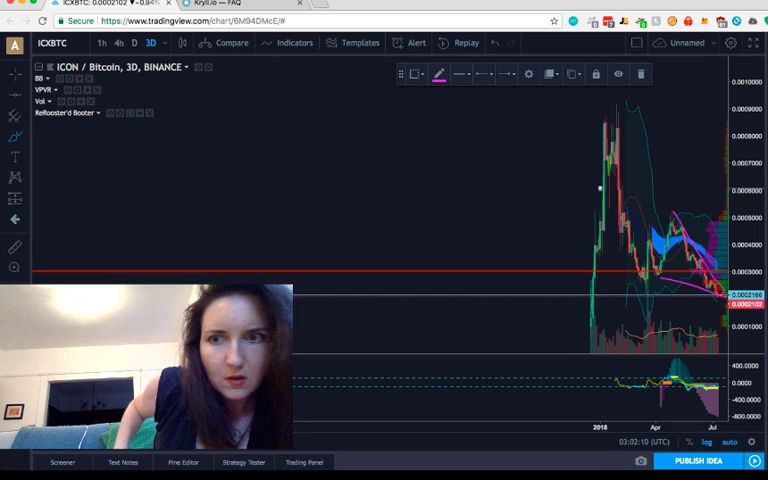 ICXBTC: 0.0002102 ▼−0.94%
Kryll.io — FAQ
Secure
https://www.tradingview.com/chart/6M94DMcE/#
A
ICXBTC
1h 4h D 3D
Compare
Indicators
Templates
Alert
Replay
Unnamed
ICON / Bitcoin, 3D, BINANCE
BB
VPVR
Vol
ReRooster'd Booter
0.0010000
0.0009000
0.0008000
0.0007000
0.0006000
0.0005000
0.0004000
0.0003000
0.0002166
0.0002102
0.0001000
400.0000
0.0000
-400.0000
-800.0000
2018 Apr Jul
03:02:10 (UTC) % log auto
Screener
Text Notes
Pine Editor
Strategy Tester
Trading Panel
PUBLISH IDEA